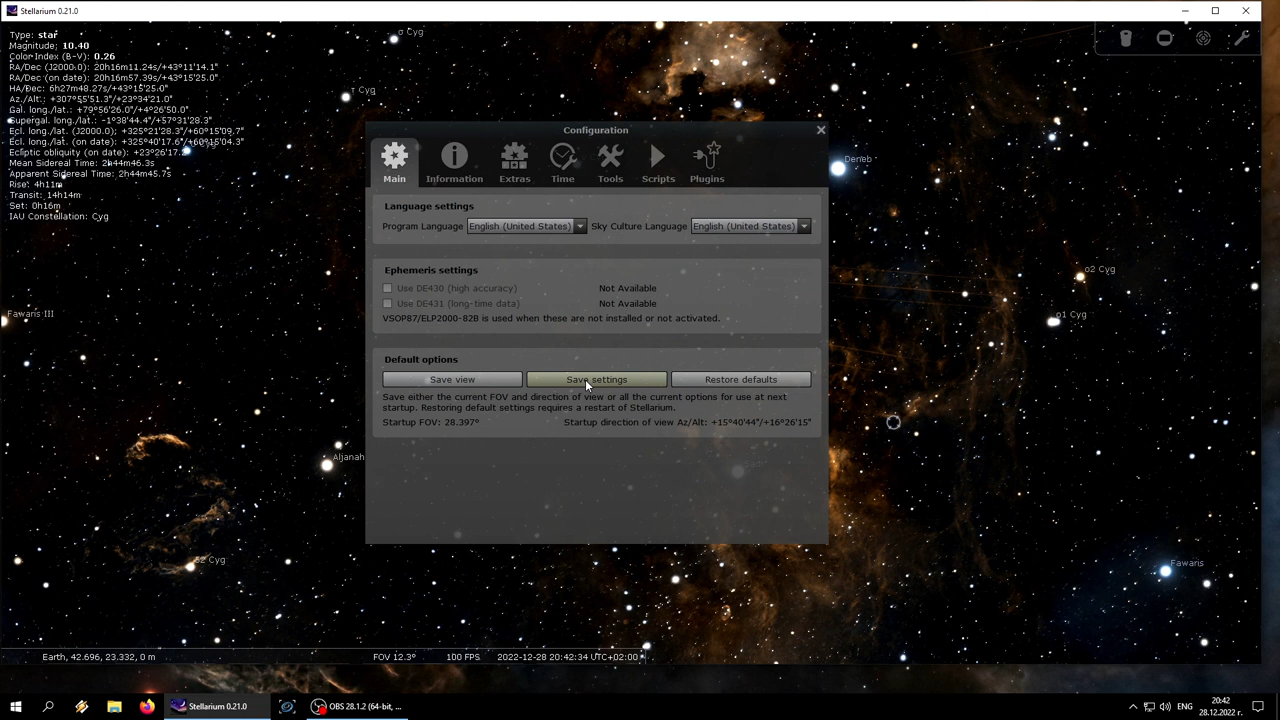 Stellarium 0.21.0
Type: star
Magnitude: 10.40
Color Index (B-V): 0.26
RA/Dec (J2000.0): 20h16m11.24s/+43°11'14.1"
RA/Dec (on date): 20h16m57.39s/+43°15'25.0"
HA/Dec: 6h27m48.27s/+43°15'25.0"
Az./Alt.: +307°55'51.3"/+23°34'21.0"
Gal. long./lat.: +79°56'26.0"/+4°26'50.0"
Supergal. long./lat.: -1°38'44.4"/+57°31'28.3"
Ecl. long./lat. (J2000.0): +325°21'28.3"/+60°15'09.7"
Ecl. long./lat. (on date): +325°40'17.6"/+60°15'04.3"
Ecliptic obliquity (on date): +23°26'17.2"
Mean Sidereal Time: 2h44m46.3s
Apparent Sidereal Time: 2h44m45.7s
Rise: 4h11m
Transit: 14h14m
Set: 0h16m
IAU Constellation: Cyg
σ Cyg
τ Cyg
Deneb
ο2 Cyg
ο1 Cyg
Fawaris III
Aljanah
52 Cyg
Fawaris
Configuration
Main
Information
Extras
Time
Tools
Scripts
Plugins
Language settings
Program Language English (United States) Sky Culture Language English (United States)
Ephemeris settings
Use DE430 (high accuracy) Not Available
Use DE431 (long-time data) Not Available
VSOP87/ELP2000-82B is used when these are not installed or not activated.
Default options
Save view Save settings Restore defaults
Save either the current FOV and direction of view or all the current options for use at next
startup. Restoring default settings requires a restart of Stellarium.
Startup FOV: 28.397° Startup direction of view Az/Alt: +15°40'44"/+16°26'15"
Earth, 42.696, 23.332, 0 m FOV 12.3° 100 FPS 2022-12-28 20:42:34 UTC+02:00
Stellarium 0.21.0
OBS 28.1.2 (64-bit, ...
ENG
20:42
28.12.2022 г.